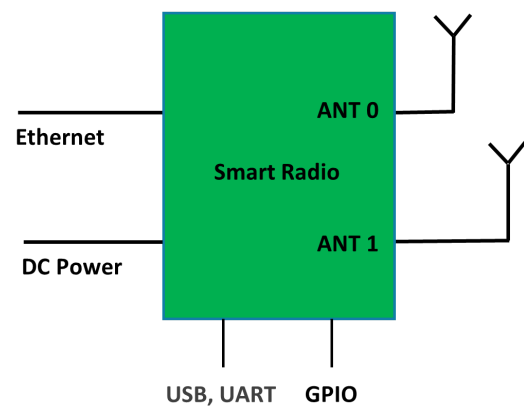 ANT 0
Ethernet
Smart Radio
ANT 1
DC Power
USB, UART GPIO